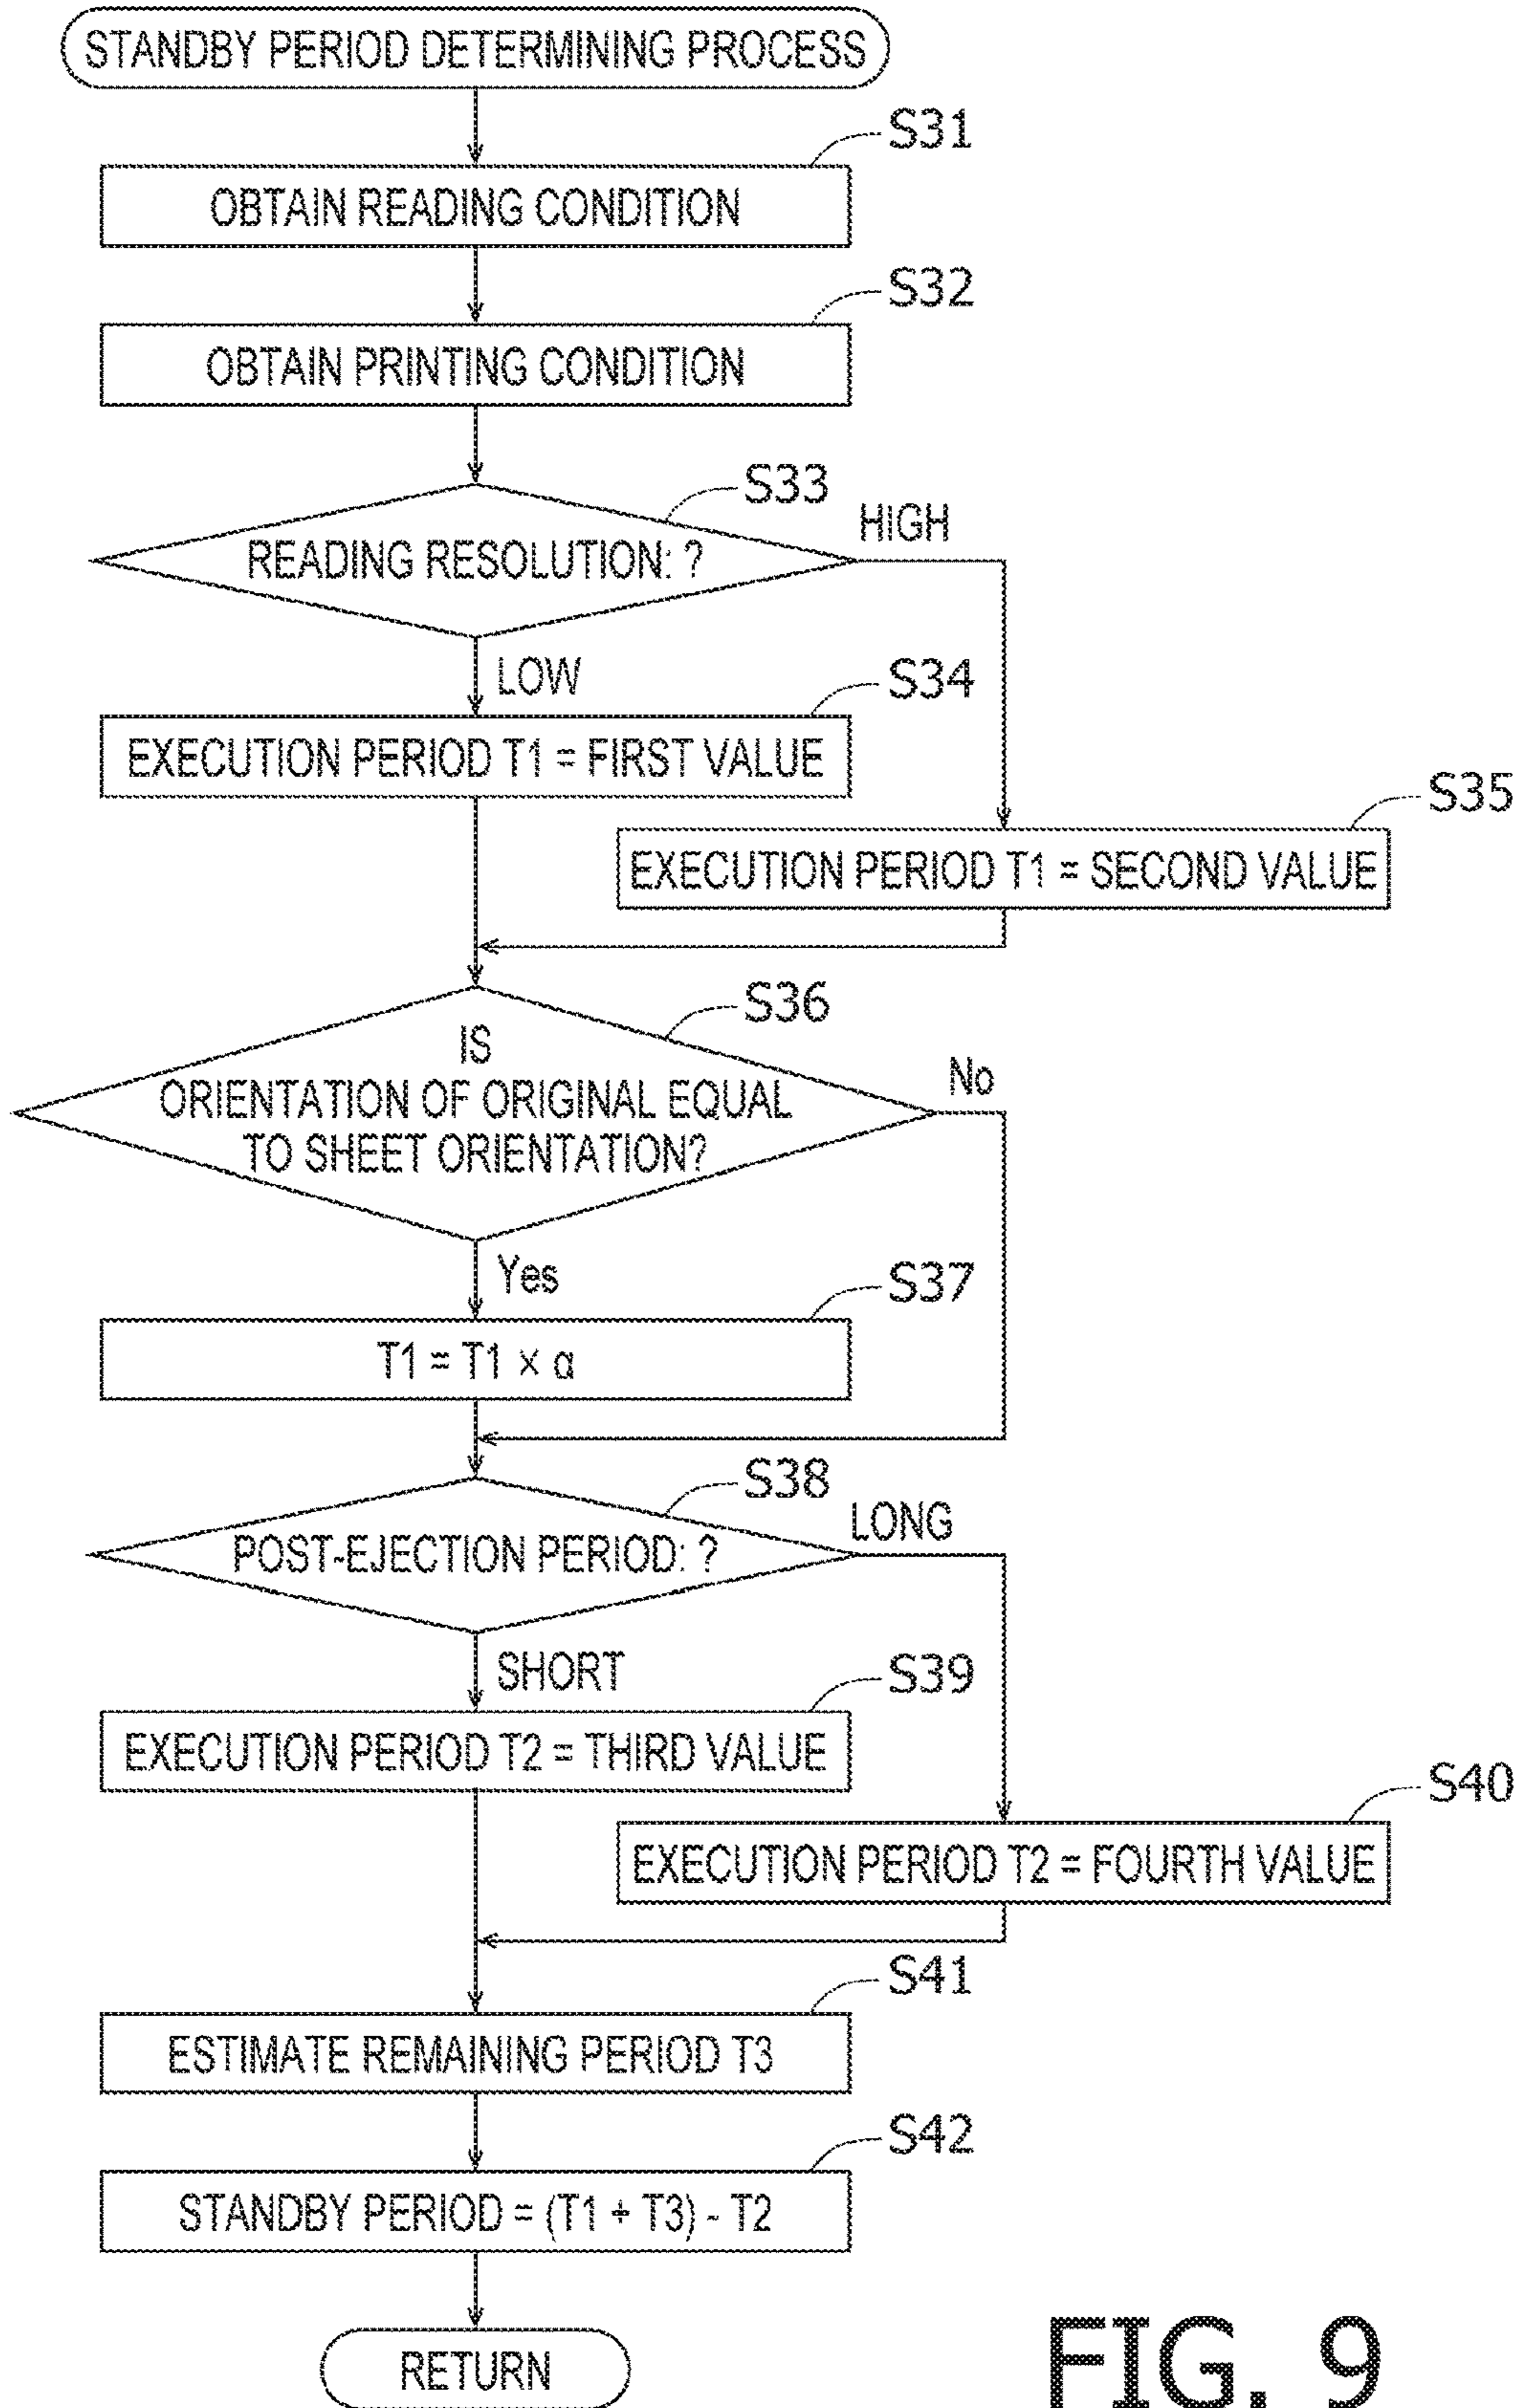 STANDBY PERIOD DETERMINING PROCESS
S31
OBTAIN READING CONDITION
S32
OBTAIN PRINTING CONDITION
S33
READING RESOLUTION: ?
HIGH
LOW
S34
EXECUTION PERIOD T1 = FIRST VALUE
S35
EXECUTION PERIOD T1 = SECOND VALUE
S36
IS
ORIENTATION OF ORIGINAL EQUAL
TO SHEET ORIENTATION?
No
Yes
S37
T1 = T1 × α
S38
POST-EJECTION PERIOD: ?
LONG
SHORT
S39
EXECUTION PERIOD T2 = THIRD VALUE
S40
EXECUTION PERIOD T2 = FOURTH VALUE
S41
ESTIMATE REMAINING PERIOD T3
S42
STANDBY PERIOD = (T1 + T3) - T2
RETURN
FIG. 9